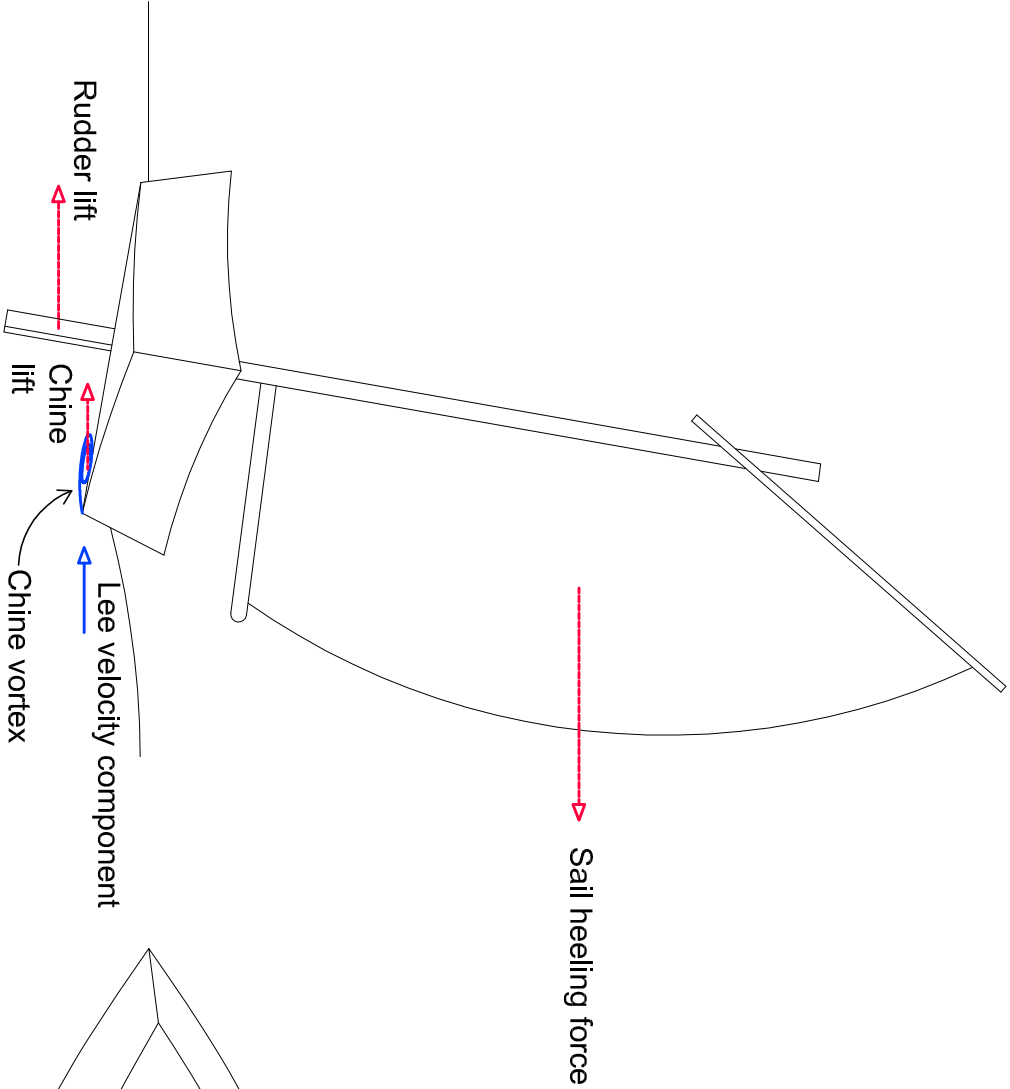 Sail heeling force
Rudder lift
Chine
lift
Lee velocity component
Chine vortex